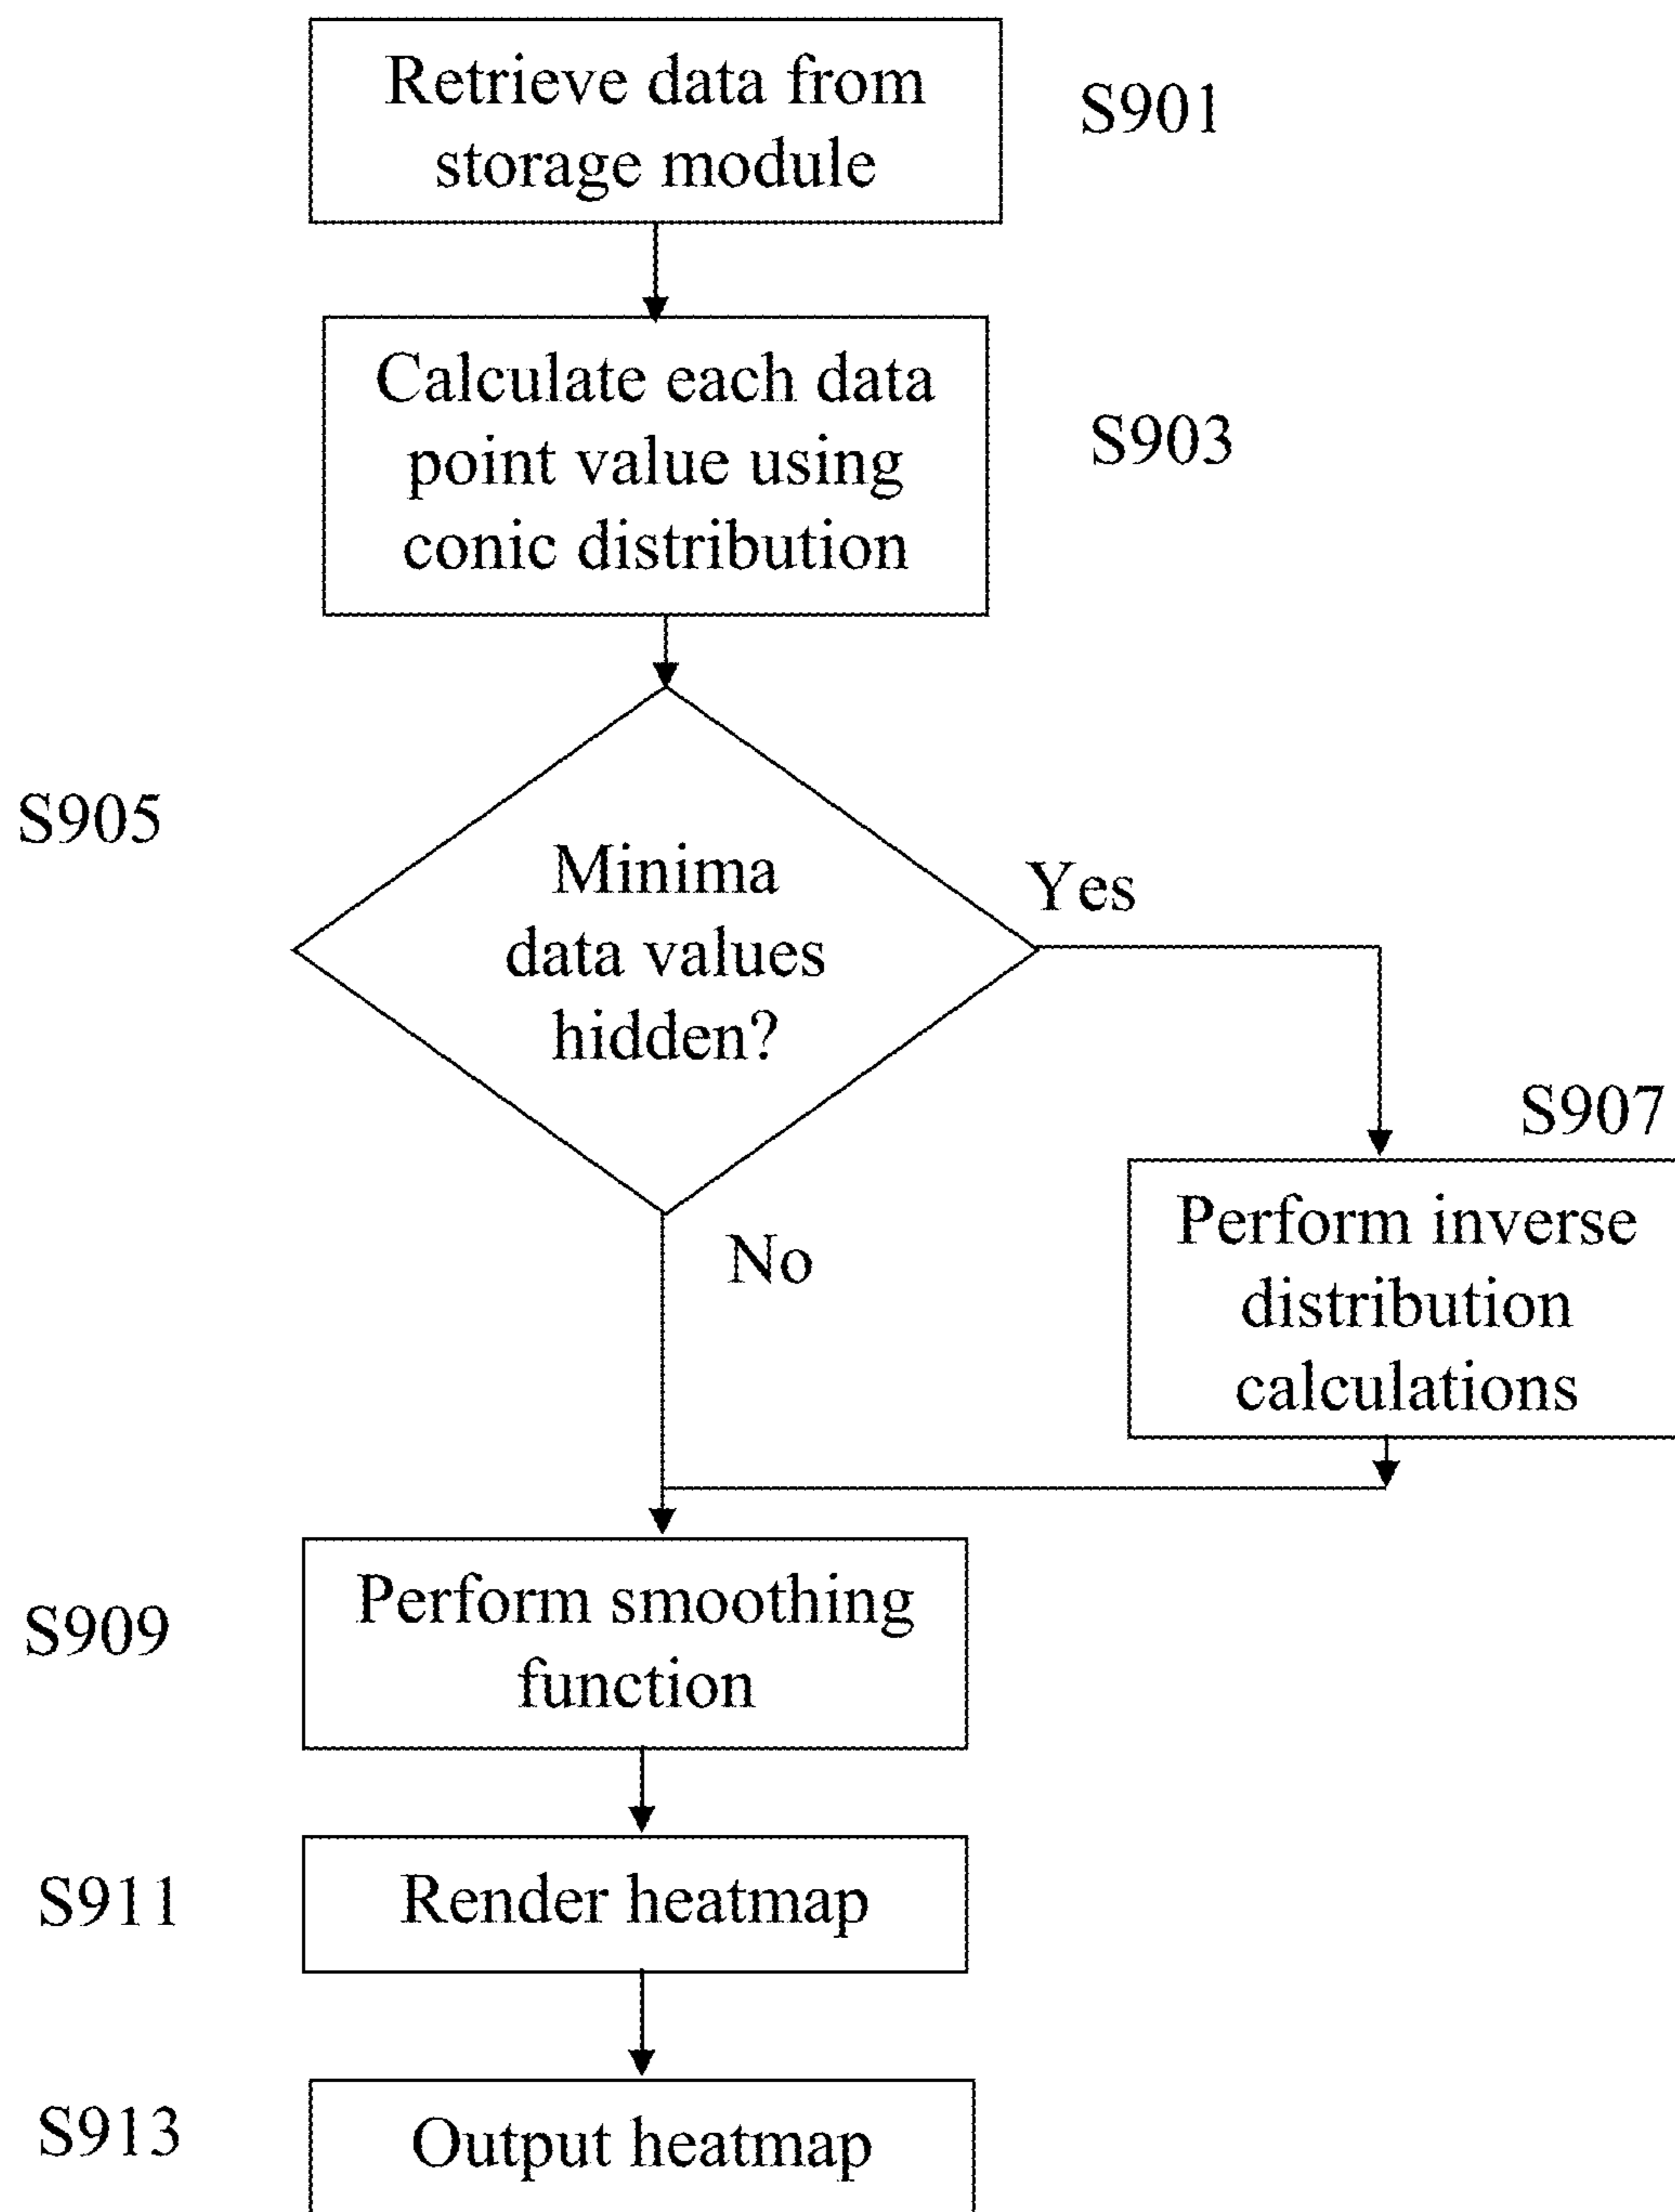 Retrieve data from
storage module
S901
Calculate each data
point value using
conic distribution
S903
S905
Minima
data values
hidden?
Yes
No
S907
Perform inverse
distribution
calculations
S909
Perform smoothing
function
S911
Render heatmap
S913
Output heatmap